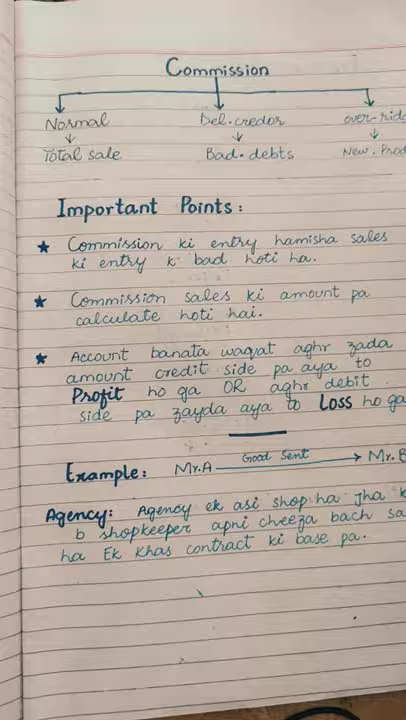 Commission
Normal Del.credor over-rid
Total sale Bad.debts New.Prod
Important Points:
★ Commission ki entry hamisha sales
ki entry k bad hoti ha.
★ Commission sales ki amount pa
calculate hoti hai.
★ Account banata waqat aghr zada
amount credit side pa aya to
Profit ho ga OR aghr debit
side pa zayda aya to Loss ho ga
Example: Mr.A Good Sent Mr.B
Agency: Agency ek asi shop ha jha k
b shopkeeper apni cheeza bach sa
ha Ek khas contract ki base pa.